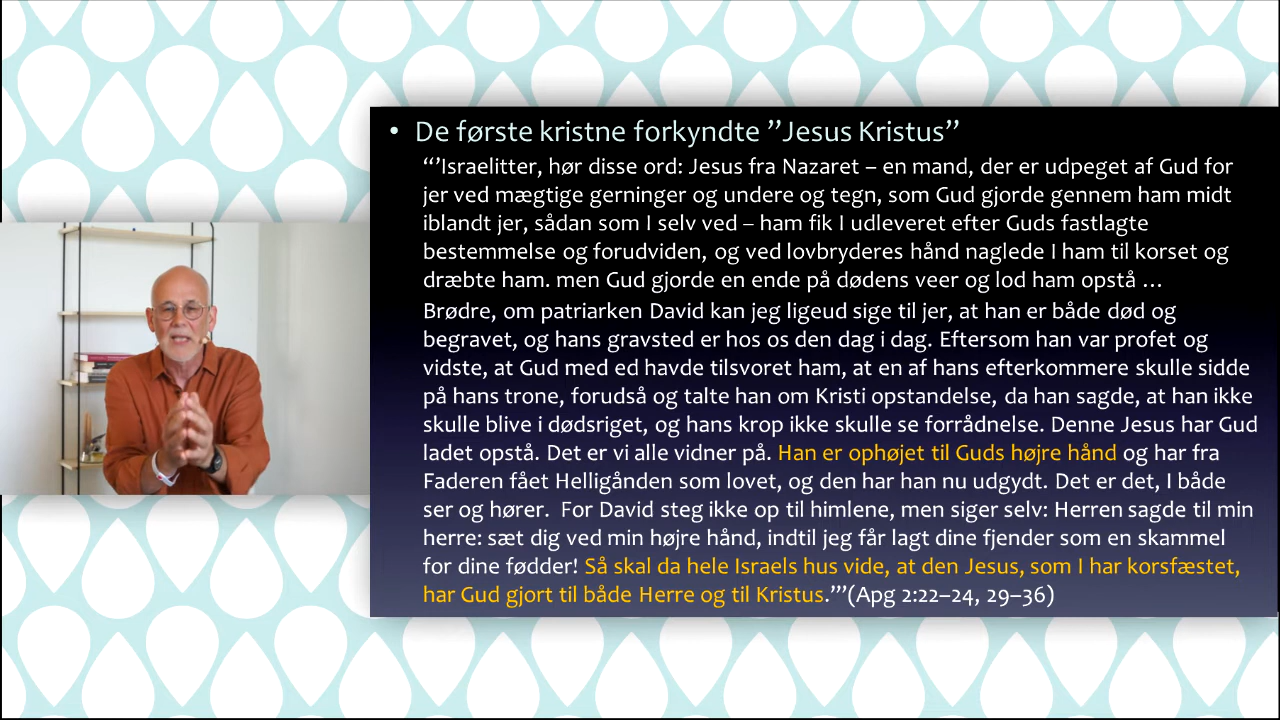 • De første kristne forkyndte ”Jesus Kristus”
“’Israelitter, hør disse ord: Jesus fra Nazaret – en mand, der er udpeget af Gud for
jer ved mægtige gerninger og undere og tegn, som Gud gjorde gennem ham midt
iblandt jer, sådan som I selv ved – ham fik I udleveret efter Guds fastlagte
bestemmelse og forudviden, og ved lovbryderes hånd naglede I ham til korset og
dræbte ham. men Gud gjorde en ende på dødens veer og lod ham opstå …
Brødre, om patriarken David kan jeg ligeud sige til jer, at han er både død og
begravet, og hans gravsted er hos os den dag i dag. Eftersom han var profet og
vidste, at Gud med ed havde tilsvoret ham, at en af hans efterkommere skulle sidde
på hans trone, forudså og talte han om Kristi opstandelse, da han sagde, at han ikke
skulle blive i dødsriget, og hans krop ikke skulle se forrådnelse. Denne Jesus har Gud
ladet opstå. Det er vi alle vidner på. Han er ophøjet til Guds højre hånd og har fra
Faderen fået Helligånden som lovet, og den har han nu udgydt. Det er det, I både
ser og hører. For David steg ikke op til himlene, men siger selv: Herren sagde til min
herre: sæt dig ved min højre hånd, indtil jeg får lagt dine fjender som en skammel
for dine fødder! Så skal da hele Israels hus vide, at den Jesus, som I har korsfæstet,
har Gud gjort til både Herre og til Kristus.’”(Apg 2:22–24, 29–36)